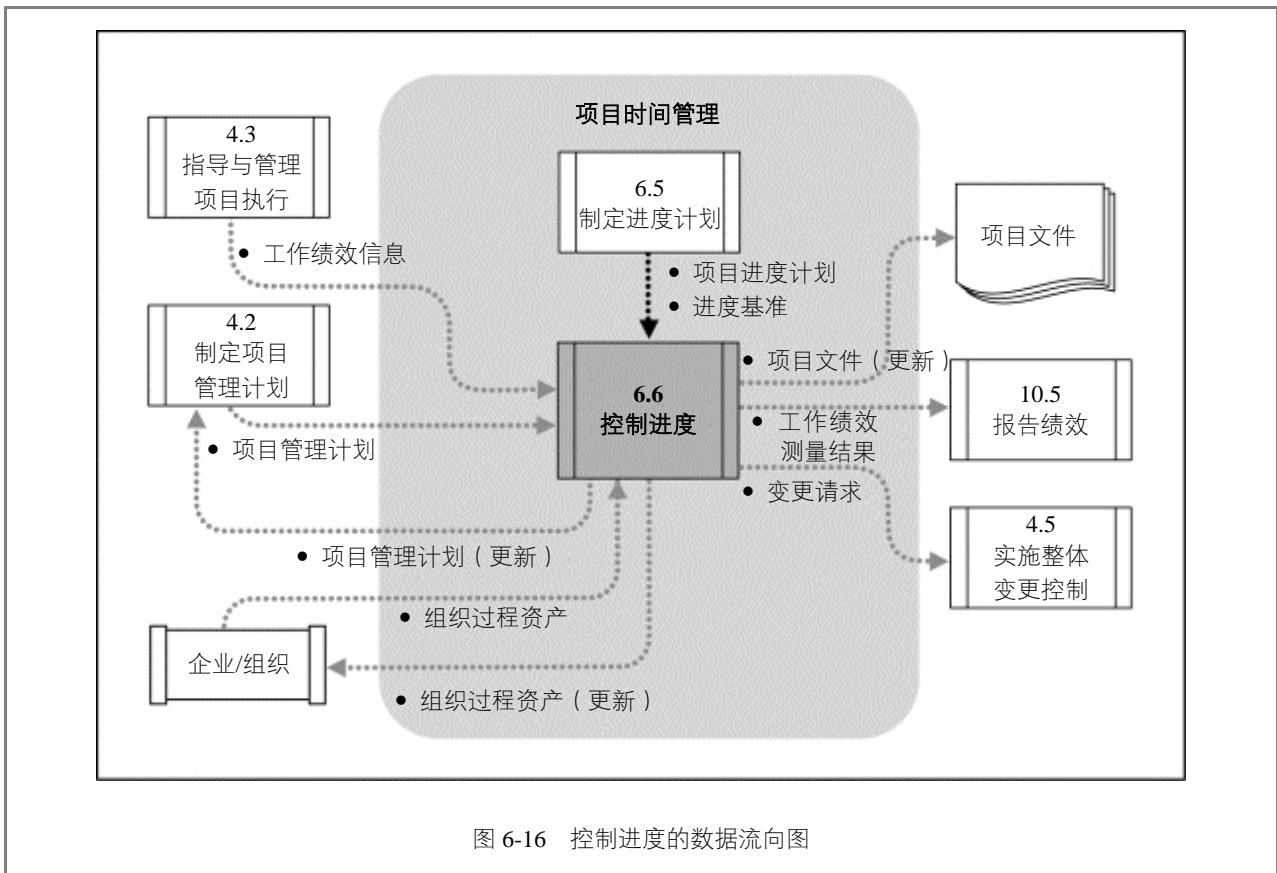 项目时间管理
4.3
指导与管理
项目执行
6.5
制定进度计划
项目文件
● 工作绩效信息
● 项目进度计划
● 进度基准
4.2
制定项目
管理计划
● 项目文件（更新）
6.6
控制进度
10.5
报告绩效
● 工作绩效
测量结果
● 项目管理计划
● 变更请求
4.5
实施整体
变更控制
● 项目管理计划（更新）
● 组织过程资产
企业/组织
● 组织过程资产（更新）
图 6-16 控制进度的数据流向图